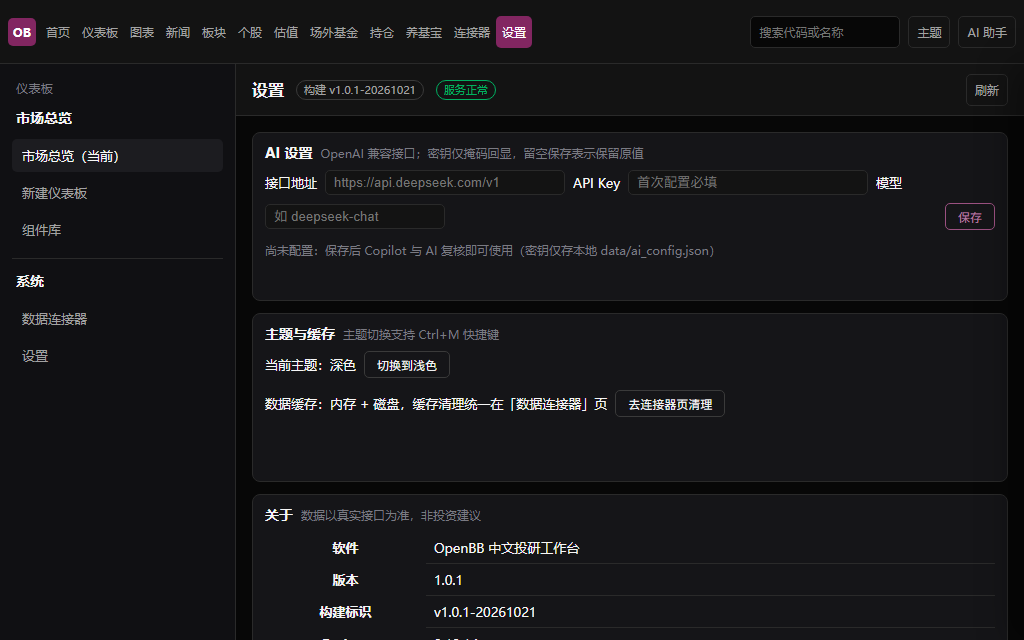 OB 首页 仪表板 图表 新闻 板块 个股 估值 场外基金 持仓 养基宝 连接器 设置 搜索代码或名称 主题 AI 助手
仪表板
市场总览
市场总览（当前）
新建仪表板
组件库
系统
数据连接器
设置
设置 构建 v1.0.1-20261021 服务正常 刷新
AI 设置 OpenAI 兼容接口；密钥仅掩码回显，留空保存表示保留原值
接口地址 https://api.deepseek.com/v1 API Key 首次配置必填 模型
如 deepseek-chat 保存
尚未配置：保存后 Copilot 与 AI 复核即可使用（密钥仅存本地 data/ai_config.json）
主题与缓存 主题切换支持 Ctrl+M 快捷键
当前主题：深色 切换到浅色
数据缓存：内存 + 磁盘，缓存清理统一在「数据连接器」页 去连接器页清理
关于 数据以真实接口为准，非投资建议
软件 OpenBB 中文投研工作台
版本 1.0.1
构建标识 v1.0.1-20261021